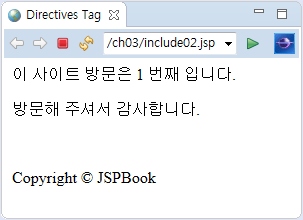 Directives Tag
/ch03/include02.jsp
이 사이트 방문은 1 번째 입니다.
방문해 주셔서 감사합니다.
Copyright © JSPBook